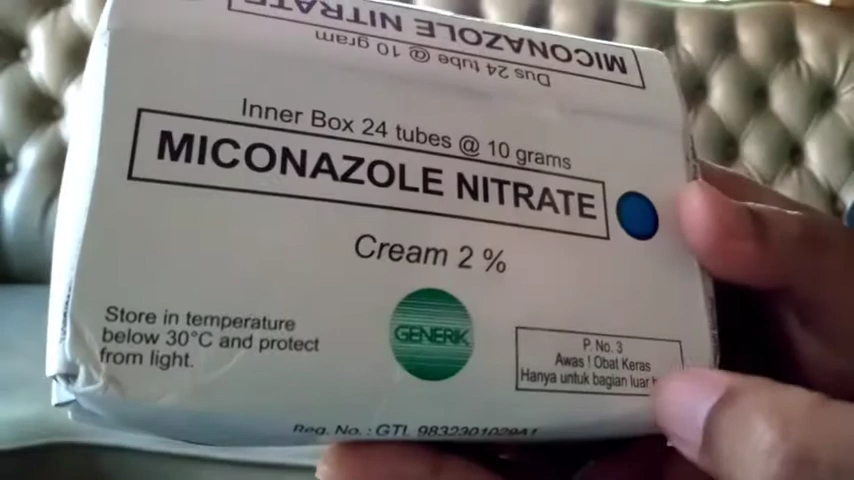 MICONAZOLE NITRATE
Dus 24 tube @ 10 gram
Inner Box 24 tubes @ 10 grams
MICONAZOLE NITRATE
Cream 2 %
Store in temperature
below 30°C and protect
from light.
GENERIK
P. No. 3
Awas ! Obat Keras
Hanya untuk bagian luar
Reg. No. : GTL 9832301029A1